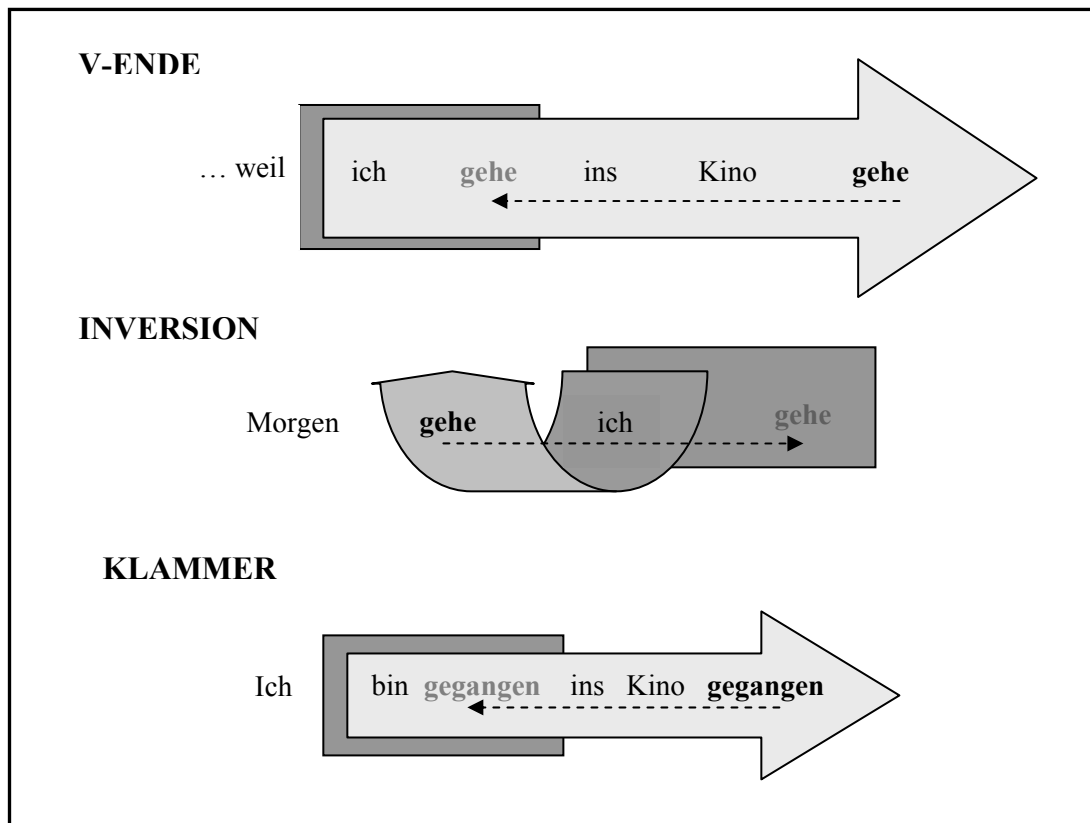 V-ENDE
… weil ich gehe ins Kino gehe
INVERSION
Morgen gehe ich gehe
KLAMMER
Ich bin gegangen ins Kino gegangen